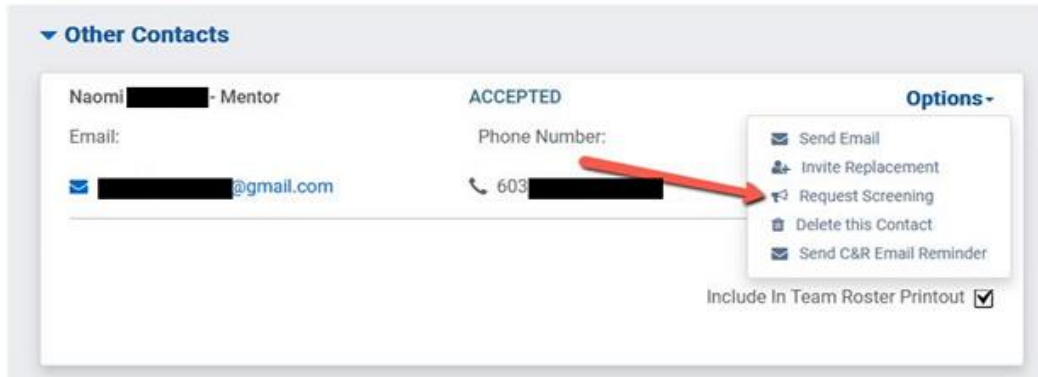 Other Contacts
Naomi - Mentor
ACCEPTED
Options
Email:
Phone Number:
@gmail.com
603
Send Email
Invite Replacement
Request Screening
Delete this Contact
Send C&R Email Reminder
Include In Team Roster Printout